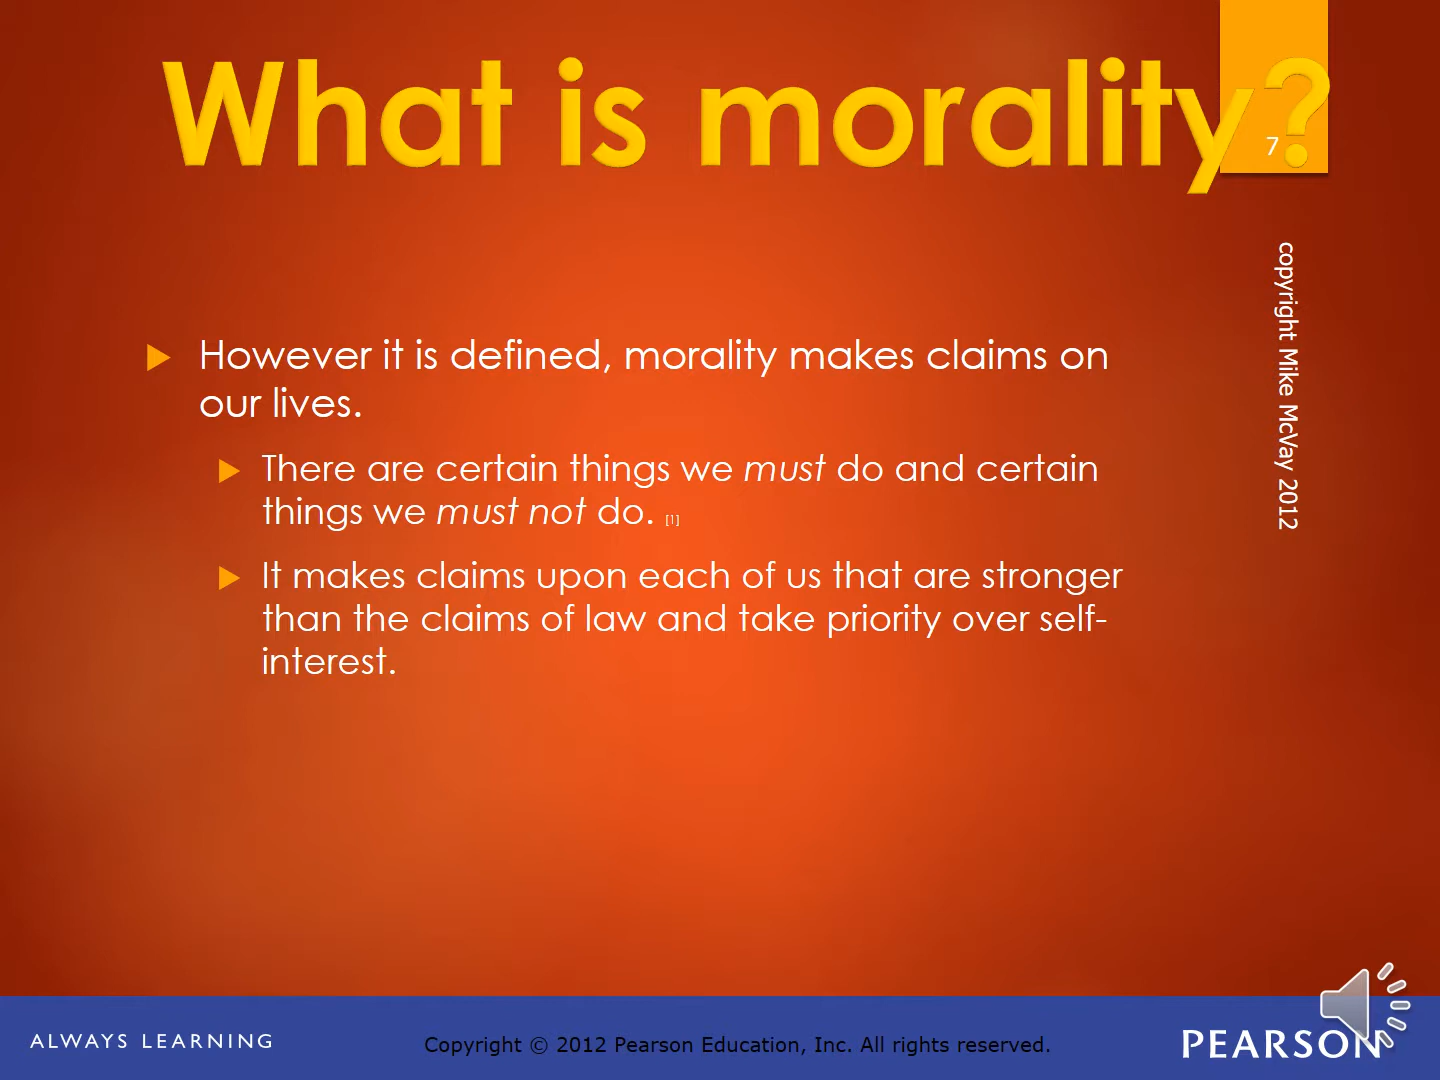 What is morality?
7
copyright Mike McVay 2012
However it is defined, morality makes claims on
our lives.
There are certain things we must do and certain
things we must not do. [1]
It makes claims upon each of us that are stronger
than the claims of law and take priority over self-
interest.
ALWAYS LEARNING
Copyright © 2012 Pearson Education, Inc. All rights reserved.
PEARSON